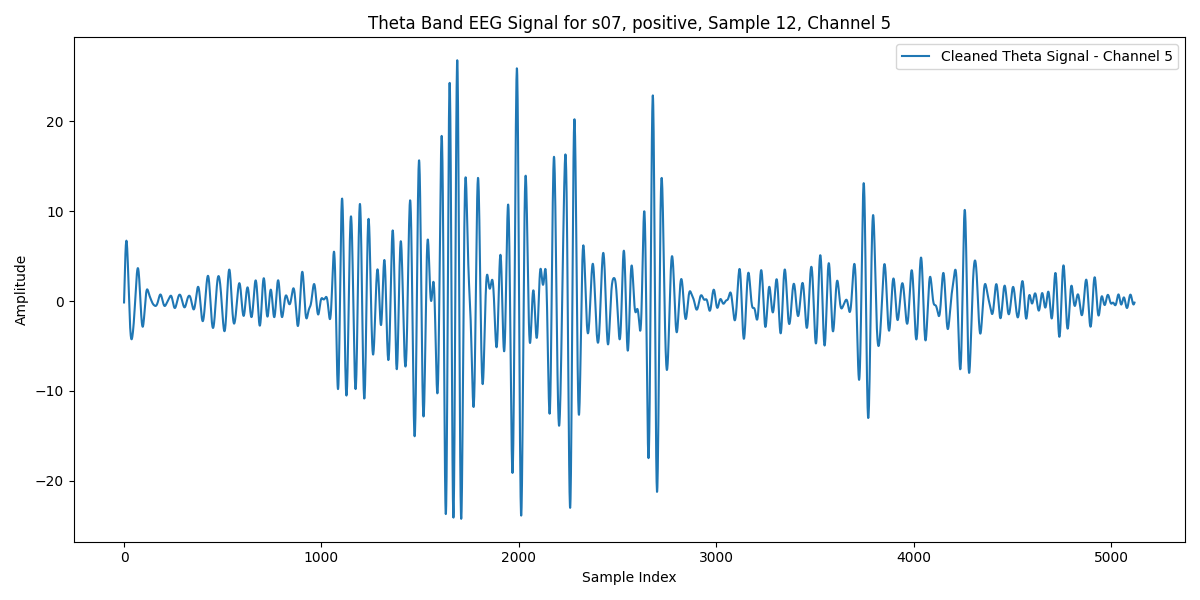 Theta Band EEG Signal for s07, positive, Sample 12, Channel 5
Cleaned Theta Signal - Channel 5
Amplitude
20
10
0
−10
−20
0 1000 2000 3000 4000 5000
Sample Index